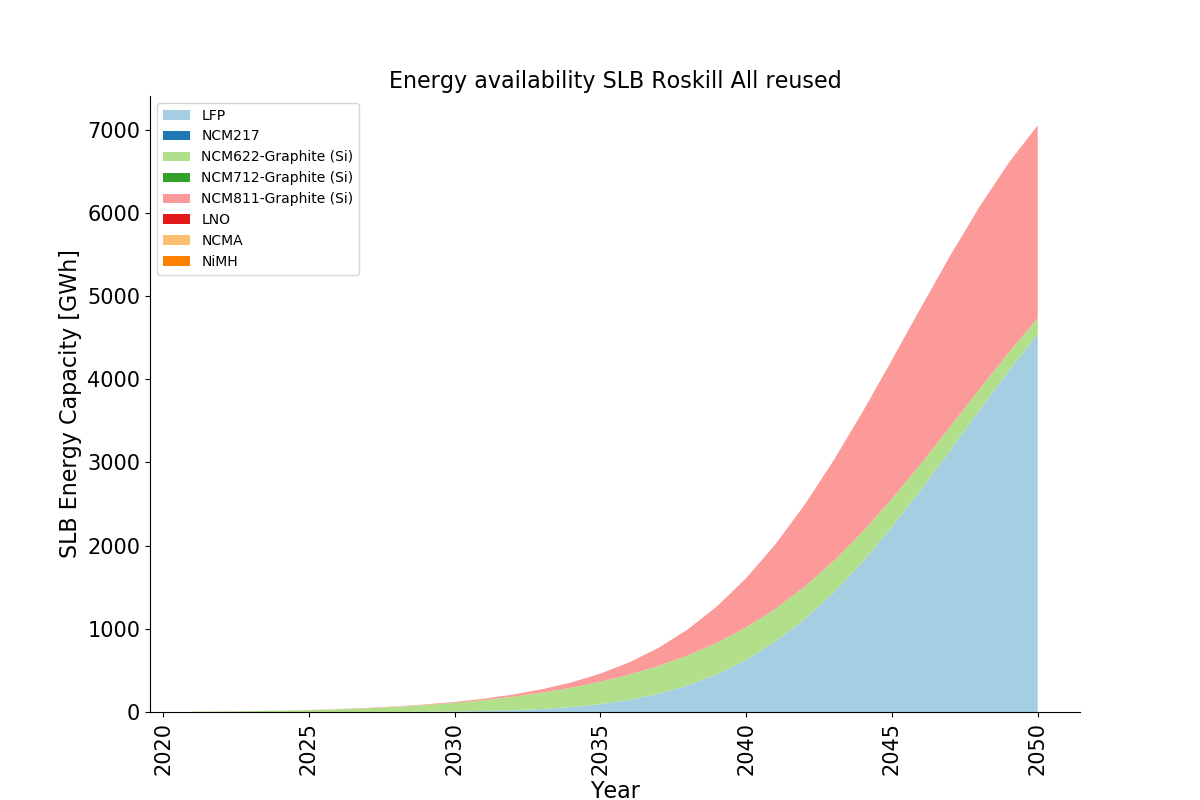 Energy availability SLB Roskill All reused
LFP
NCM217
NCM622-Graphite (Si)
NCM712-Graphite (Si)
NCM811-Graphite (Si)
LNO
NCMA
NiMH
SLB Energy Capacity [GWh]
7000
6000
5000
4000
3000
2000
1000
0
2020
2025
2030
2035
2040
2045
2050
Year